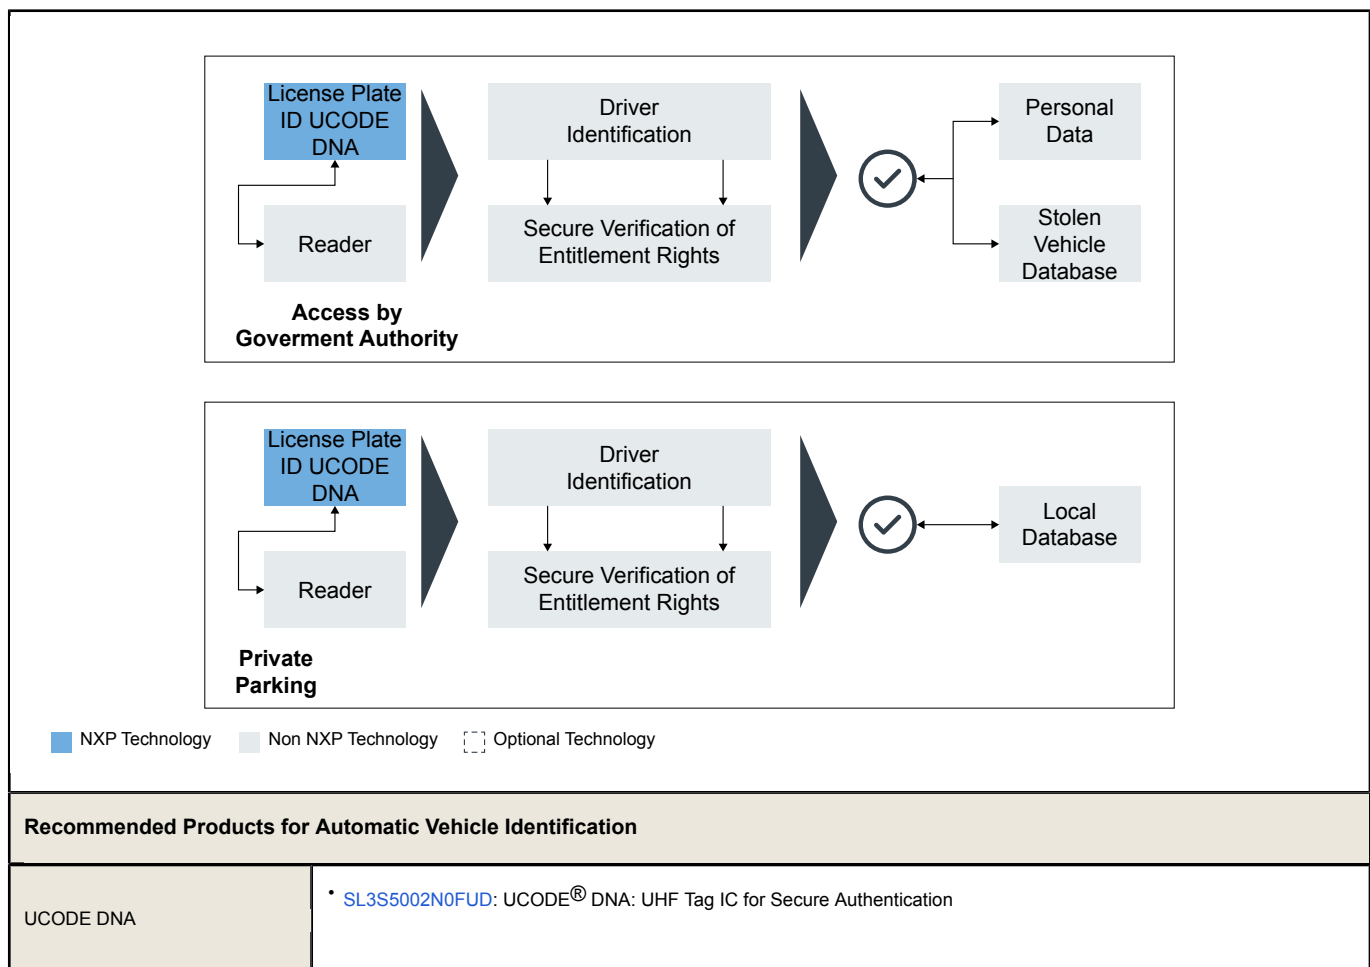 License Plate
ID UCODE
DNA
Reader
Driver
Identification
Secure Verification of
Entitlement Rights
Personal
Data
Stolen
Vehicle
Database
Access by
Goverment Authority
License Plate
ID UCODE
DNA
Reader
Driver
Identification
Secure Verification of
Entitlement Rights
Local
Database
Private
Parking
NXP Technology
Non NXP Technology
Optional Technology
Recommended Products for Automatic Vehicle Identification
UCODE DNA
• SL3S5002N0FUD: UCODE® DNA: UHF Tag IC for Secure Authentication